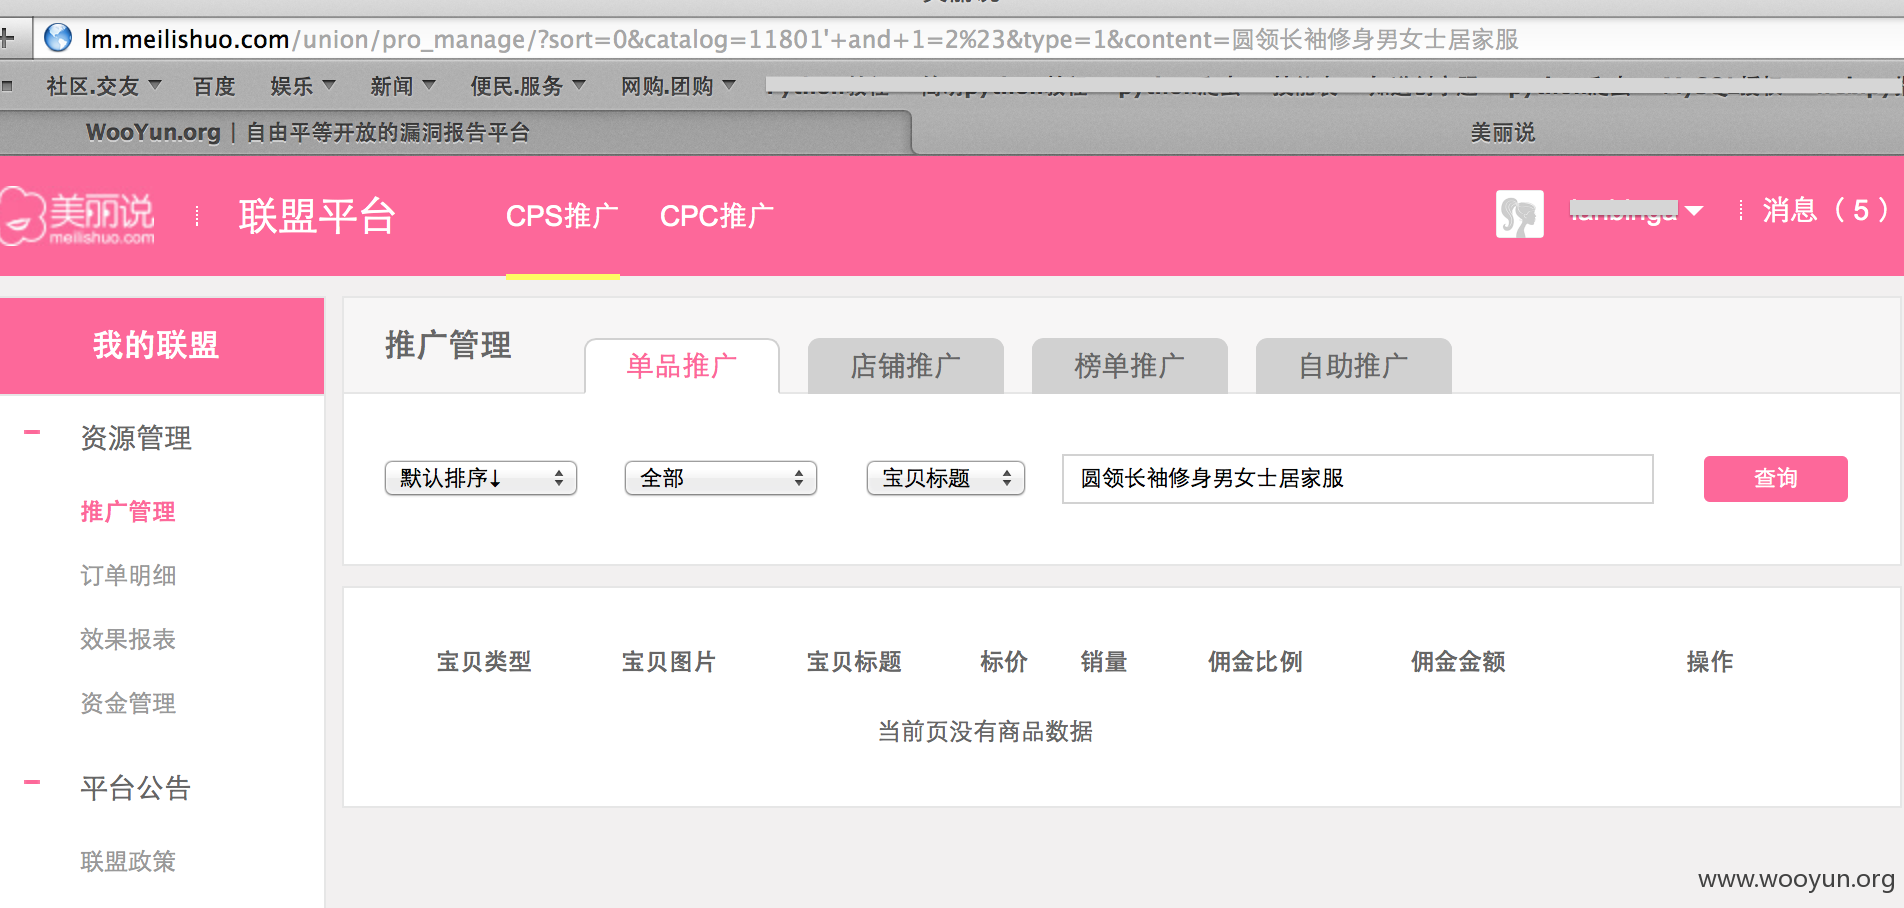 lm.meilishuo.com/union/pro_manage/?sort=0&catalog=11801'+and+1=2%23&type=1&content=圆领长袖修身男女士居家服
社区.交友 百度 娱乐 新闻 便民.服务 网购.团购
WooYun.org | 自由平等开放的漏洞报告平台 美丽说
美丽说 meilishuo.com 联盟平台 CPS推广 CPC推广 消息（5）
我的联盟
推广管理 单品推广 店铺推广 榜单推广 自助推广
资源管理
推广管理
订单明细
效果报表
资金管理
平台公告
联盟政策
默认排序↓ 全部 宝贝标题 圆领长袖修身男女士居家服 查询
宝贝类型 宝贝图片 宝贝标题 标价 销量 佣金比例 佣金金额 操作
当前页没有商品数据
www.wooyun.org